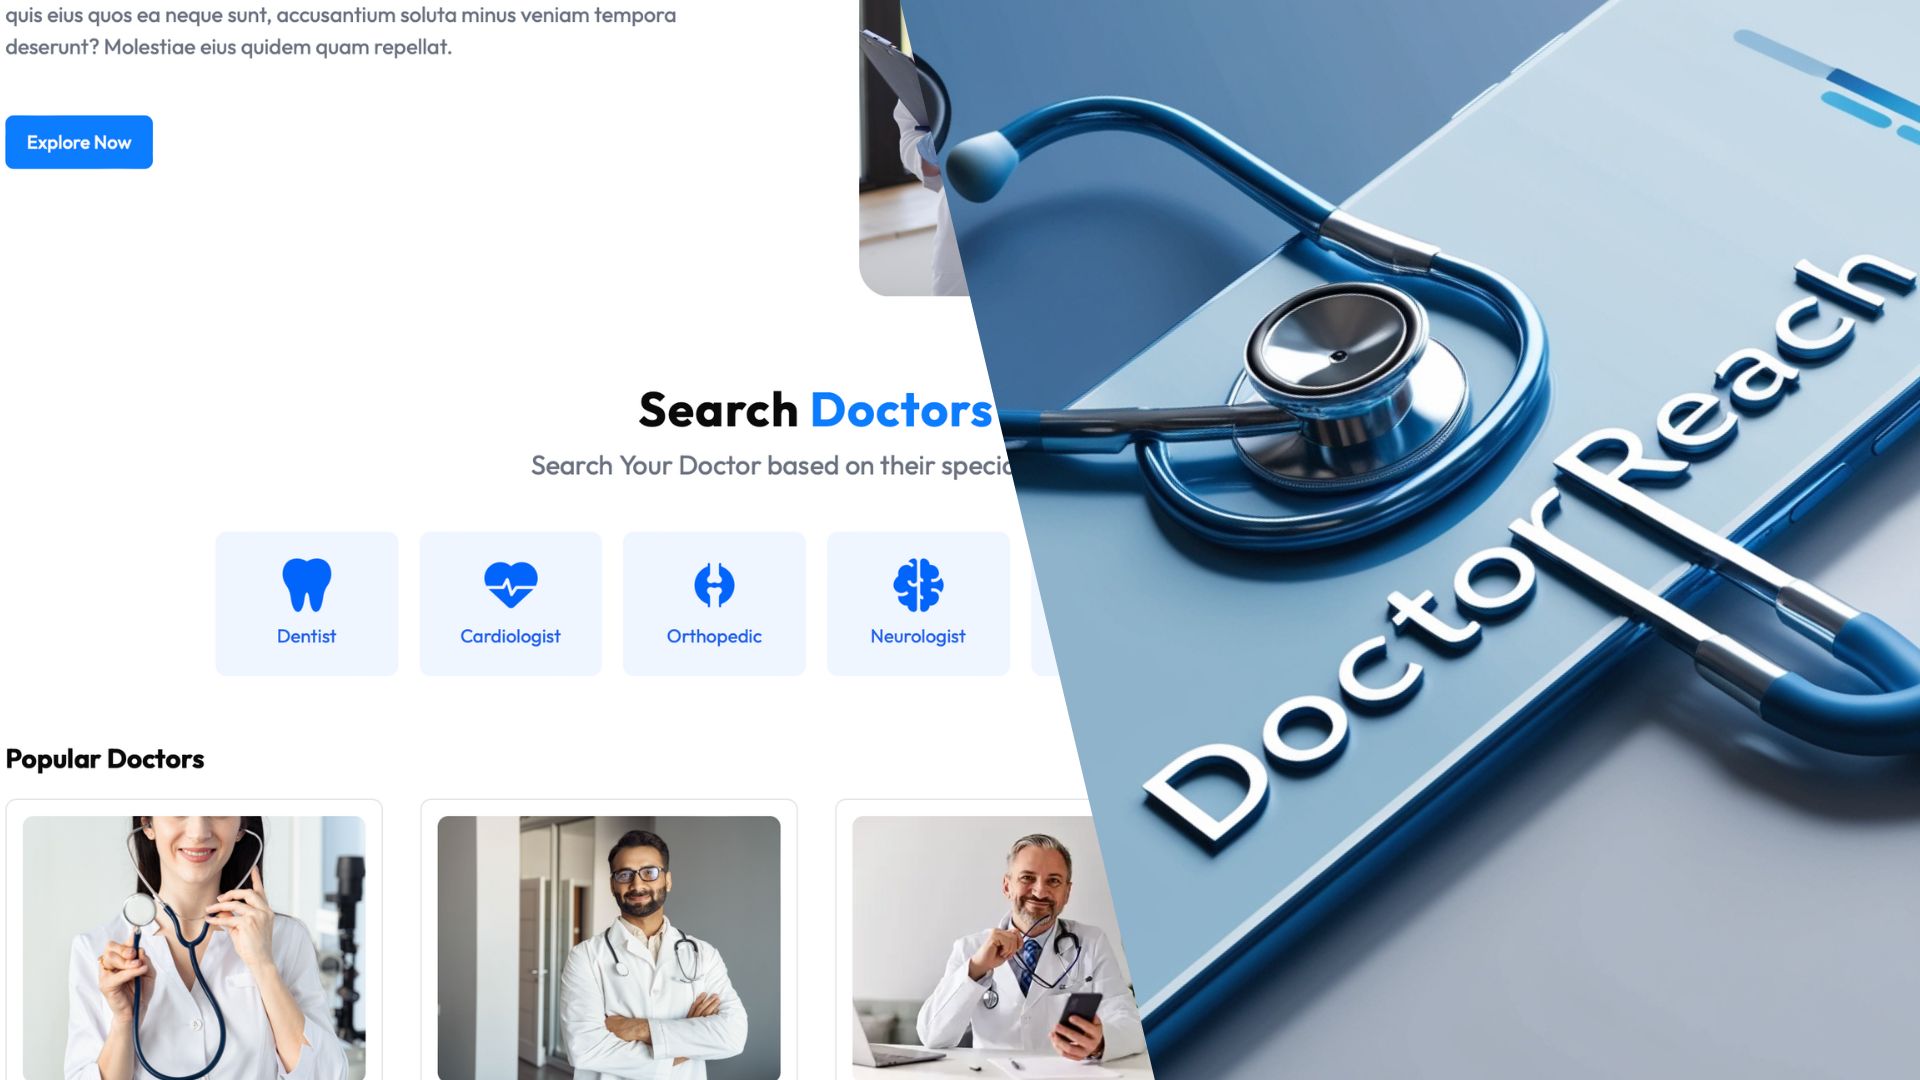 quis eius quos ea neque sunt, accusantium soluta minus veniam tempora
deserunt? Molestiae eius quidem quam repellat.
Explore Now
Search Doctors
Search Your Doctor based on their
Dentist
Cardiologist
Orthopedic
Neurologist
Popular Doctors
DoctorReach